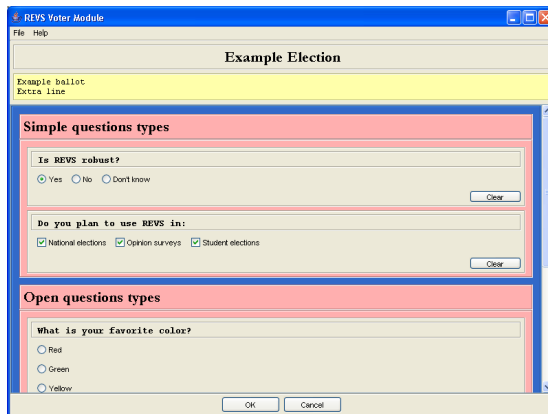 REVS Voter Module
File Help
Example Election
Example ballot
Extra line
Simple questions types
Is REVS robust?
Yes No Don't know
Clear
Do you plan to use REVS in:
National elections Opinion surveys Student elections
Clear
Open questions types
What is your favorite color?
Red
Green
Yellow
OK Cancel